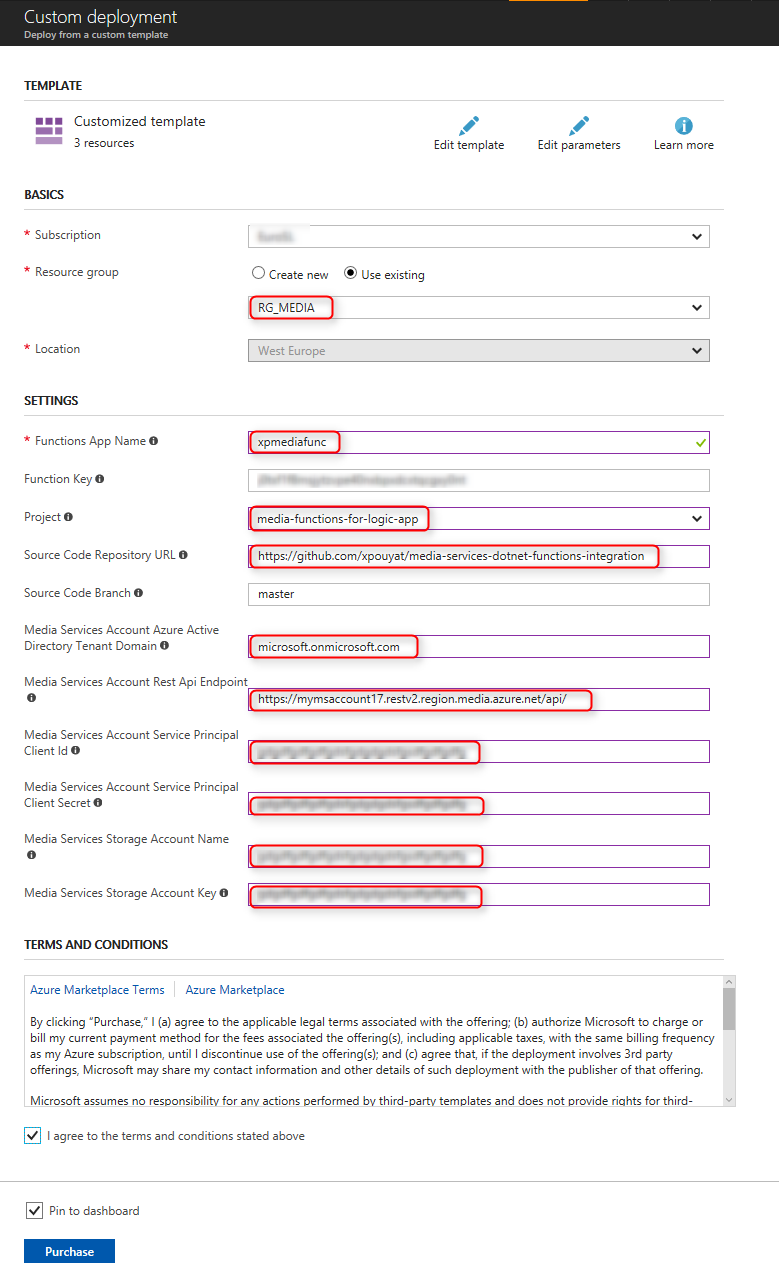 Custom deployment
Deploy from a custom template
TEMPLATE
Customized template
3 resources
Edit template
Edit parameters
Learn more
BASICS
* Subscription
* Resource group
Create new
Use existing
RG_MEDIA
* Location
West Europe
SETTINGS
* Functions App Name
xpmediafunc
Function Key
Project
media-functions-for-logic-app
Source Code Repository URL
https://github.com/xpouyat/media-services-dotnet-functions-integration
Source Code Branch
master
Media Services Account Azure Active
Directory Tenant Domain
microsoft.onmicrosoft.com
Media Services Account Rest Api Endpoint
https://mymsaccount17.restv2.region.media.azure.net/api/
Media Services Account Service Principal
Client Id
Media Services Account Service Principal
Client Secret
Media Services Storage Account Name
Media Services Storage Account Key
TERMS AND CONDITIONS
Azure Marketplace Terms
Azure Marketplace
By clicking “Purchase,” I (a) agree to the applicable legal terms associated with the offering; (b) authorize Microsoft to charge or
bill my current payment method for the fees associated the offering(s), including applicable taxes, with the same billing frequency
as my Azure subscription, until I discontinue use of the offering(s); and (c) agree that, if the deployment involves 3rd party
offerings, Microsoft may share my contact information and other details of such deployment with the publisher of that offering.
Microsoft assumes no responsibility for any actions performed by third-party templates and does not provide rights for third-
I agree to the terms and conditions stated above
Pin to dashboard
Purchase